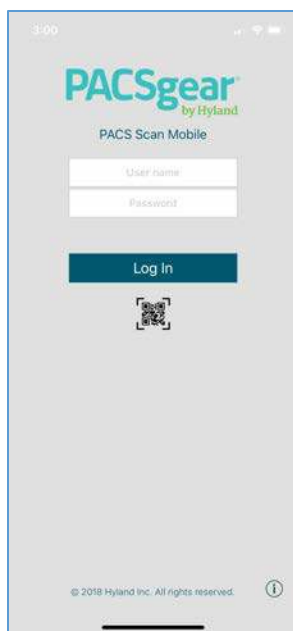 3:00
PACSgear
by Hyland
PACS Scan Mobile
User name
Password
Log In
© 2018 Hyland Inc. All rights reserved.
i